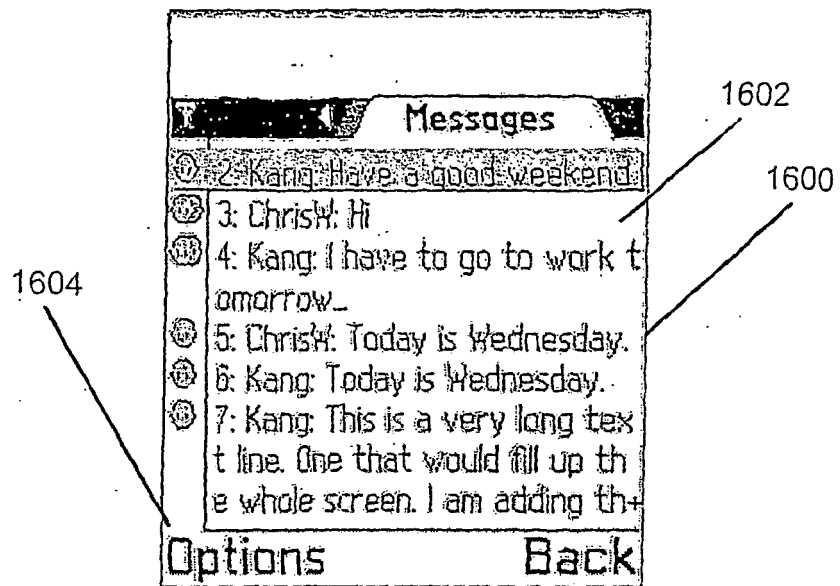 Messages
1602
2: Kang: Have a good weekend
1600
3: ChrisW: Hi
4: Kang: I have to go to work t
omorrow_
1604
5: ChrisW: Today is Wednesday.
6: Kang: Today is Wednesday.
7: Kang: This is a very long tex
t line. One that would fill up th
e whole screen. I am adding th+
Options
Back